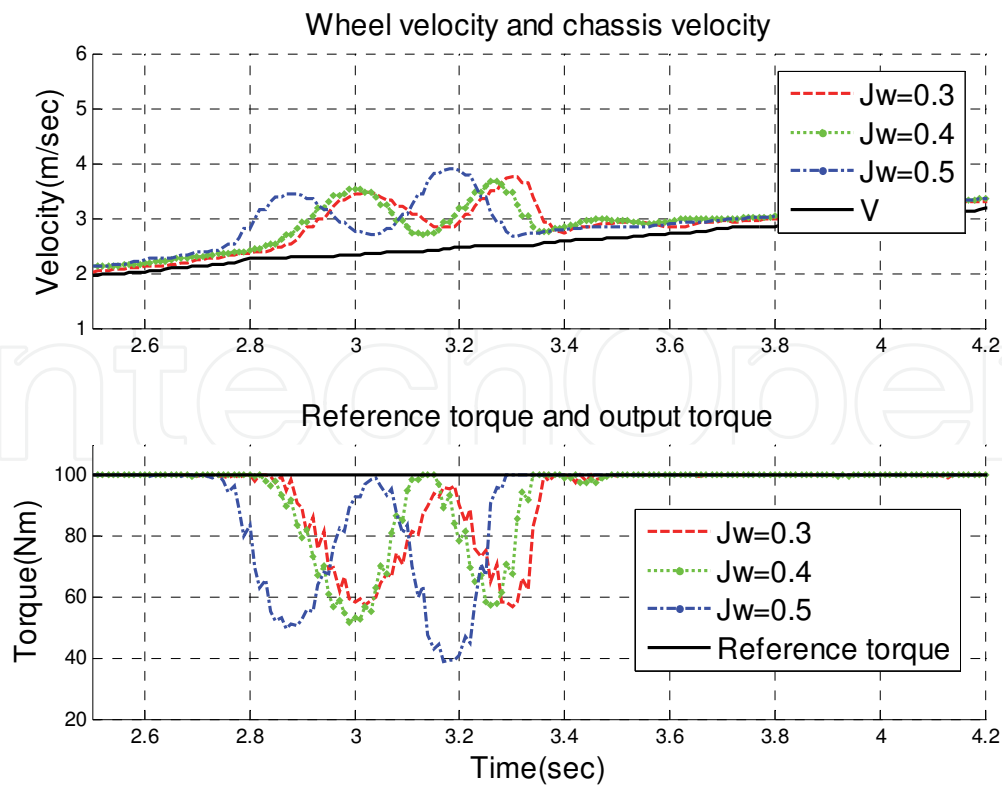 Wheel velocity and chassis velocity
6
5
4
3
2
1
Velocity(m/sec)
2.6 2.8 3 3.2 3.4 3.6 3.8 4 4.2
Jw=0.3
Jw=0.4
Jw=0.5
V
IntechOpen
Reference torque and output torque
100
80
60
40
20
Torque(Nm)
2.6 2.8 3 3.2 3.4 3.6 3.8 4 4.2
Jw=0.3
Jw=0.4
Jw=0.5
Reference torque
Time(sec)